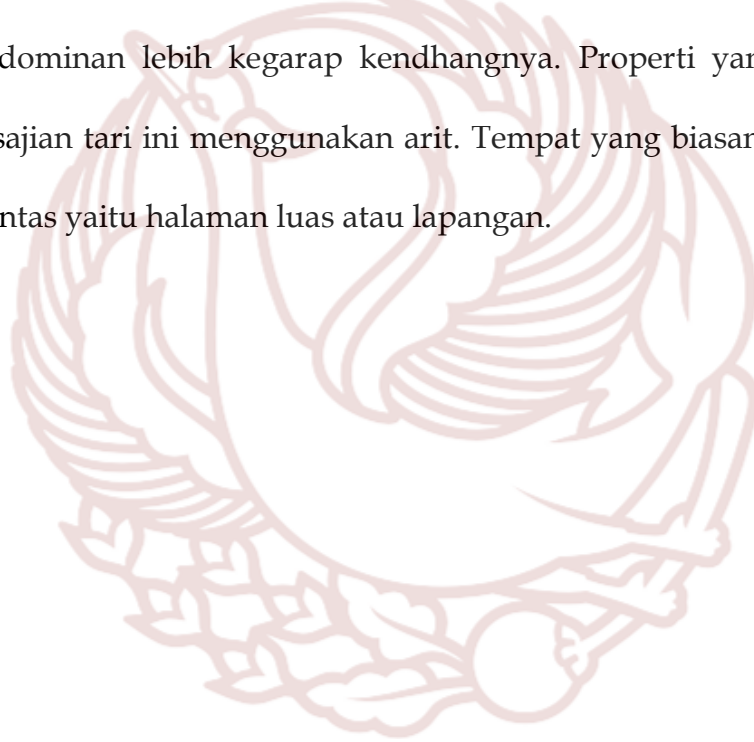 dominan lebih kegarap kendhangnya. Properti yan
sajian tari ini menggunakan arit. Tempat yang biasan
ntas yaitu halaman luas atau lapangan.